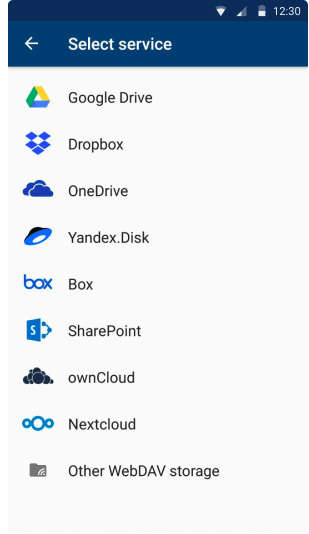 12:30
Select service
Google Drive
Dropbox
OneDrive
Yandex.Disk
box Box
S SharePoint
ownCloud
Nextcloud
Other WebDAV storage